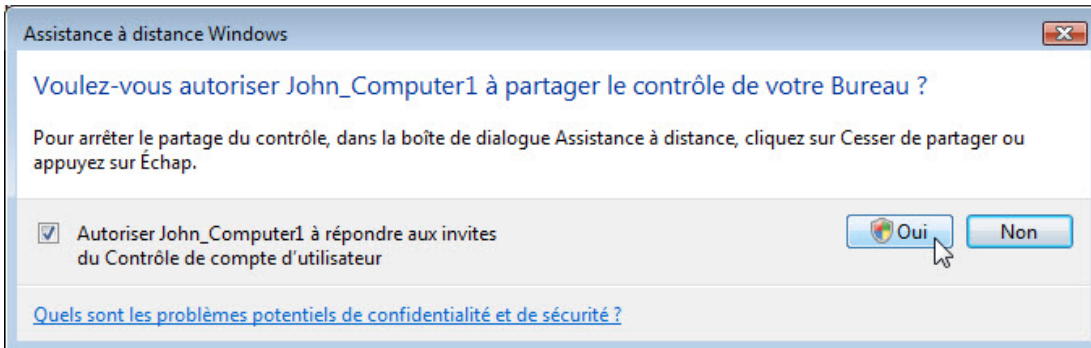 Assistance à distance Windows
Voulez-vous autoriser John_Computer1 à partager le contrôle de votre Bureau ?
Pour arrêter le partage du contrôle, dans la boîte de dialogue Assistance à distance, cliquez sur Cesser de partager ou
appuyez sur Échap.
Autoriser John_Computer1 à répondre aux invites
du Contrôle de compte d'utilisateur
Oui
Non
Quels sont les problèmes potentiels de confidentialité et de sécurité ?